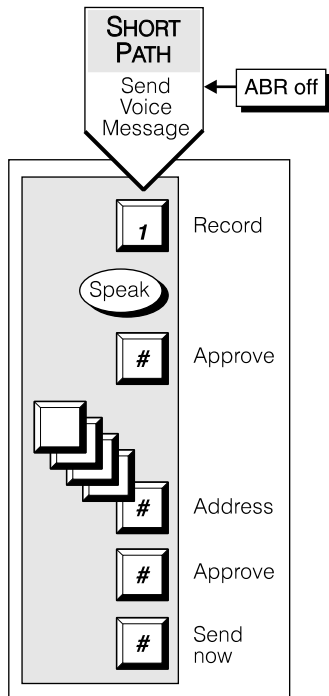 SHORT
PATH
Send
Voice
Message
ABR off
1 Record
Speak
# Approve
# Address
# Approve
# Send
now